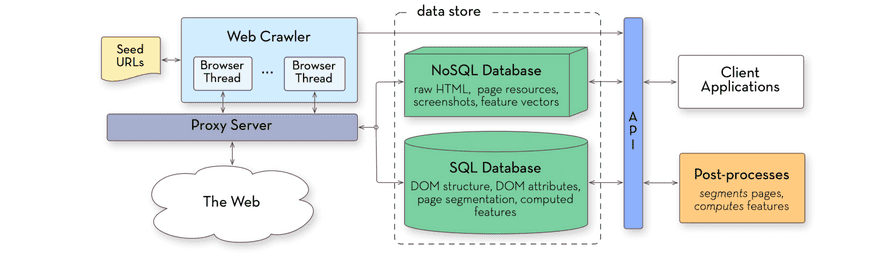 data store
Web Crawler
Seed
URLs
Browser
Thread
...
Browser
Thread
Proxy Server
The Web
NoSQL Database
raw HTML, page resources,
screenshots, feature vectors
SQL Database
DOM structure, DOM attributes,
page segmentation, computed
features
A
P
I
Client
Applications
Post-processes
segments pages,
computes features